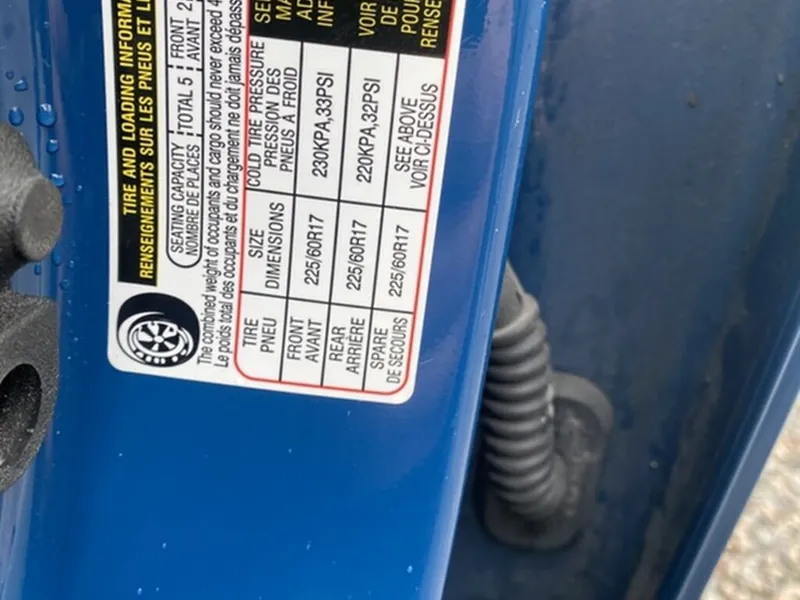 TIRE AND LOADING
RENSEIGNEMENTS SUR LES PNEUS ET
SEATING CAPACITY
NOMBRE DE PLACES
TOTAL 5
FRONT 2
AVANT
The combined weight of occupants and cargo should never exceed
Le poids total des occupants et du chargement ne doit jamais
TIRE
PNEU
SIZE
DIMENSIONS
COLD TIRE PRESSURE
PRESSION DES
PNEUS À FROID
FRONT
AVANT
225/60R17
230KPA,33PSI
REAR
ARRIÈRE
225/60R17
220KPA,32PSI
VOIR
DE
POUR
SPARE
DE SECOURS
225/60R17
SEE ABOVE
VOIR CI-DESSUS